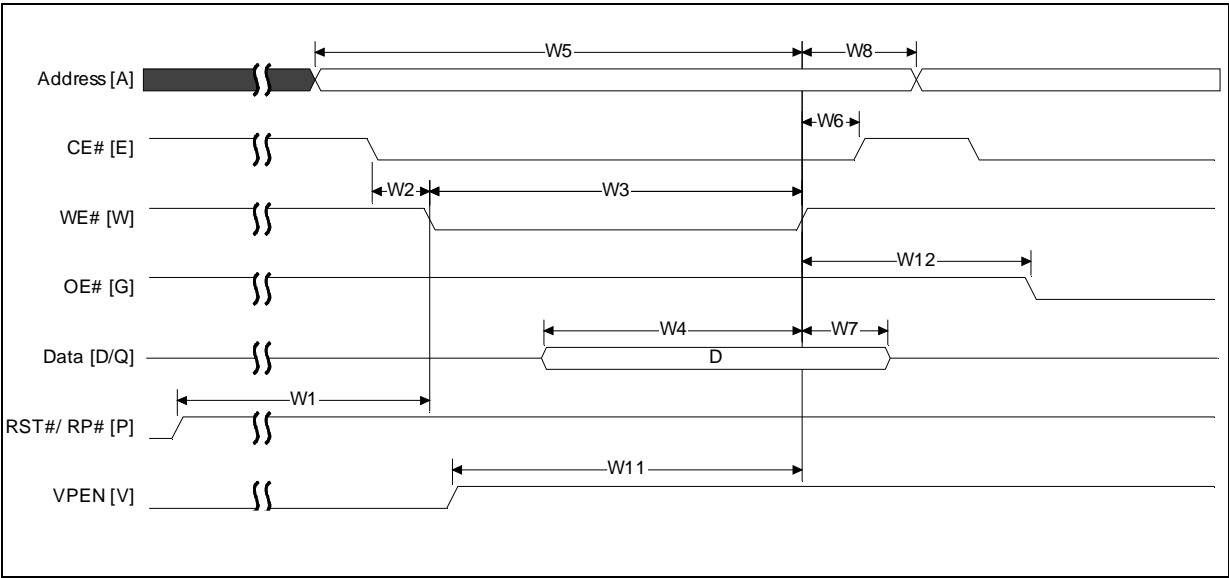 W5
W8
Address [A]
W6
CE# [E]
W2
W3
WE# [W]
W12
OE# [G]
W4
W7
Data [D/Q]
D
W1
RST#/ RP# [P]
W11
VPEN [V]